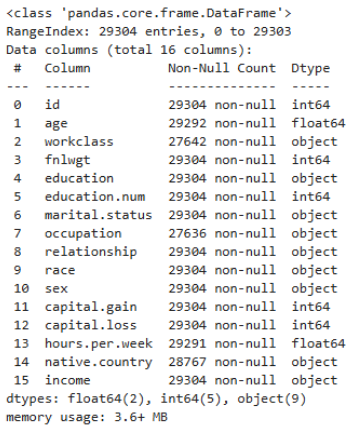 <class 'pandas.core.frame.DataFrame'>
RangeIndex: 29304 entries, 0 to 29303
Data columns (total 16 columns):
 #   Column          Non-Null Count  Dtype
---  ------          --------------  -----
 0   id              29304 non-null  int64
 1   age             29292 non-null  float64
 2   workclass       27642 non-null  object
 3   fnlwgt          29304 non-null  int64
 4   education       29304 non-null  object
 5   education.num   29304 non-null  int64
 6   marital.status  29304 non-null  object
 7   occupation      27636 non-null  object
 8   relationship    29304 non-null  object
 9   race            29304 non-null  object
 10  sex             29304 non-null  object
 11  capital.gain    29304 non-null  int64
 12  capital.loss    29304 non-null  int64
 13  hours.per.week  29291 non-null  float64
 14  native.country  28767 non-null  object
 15  income          29304 non-null  object
dtypes: float64(2), int64(5), object(9)
memory usage: 3.6+ MB